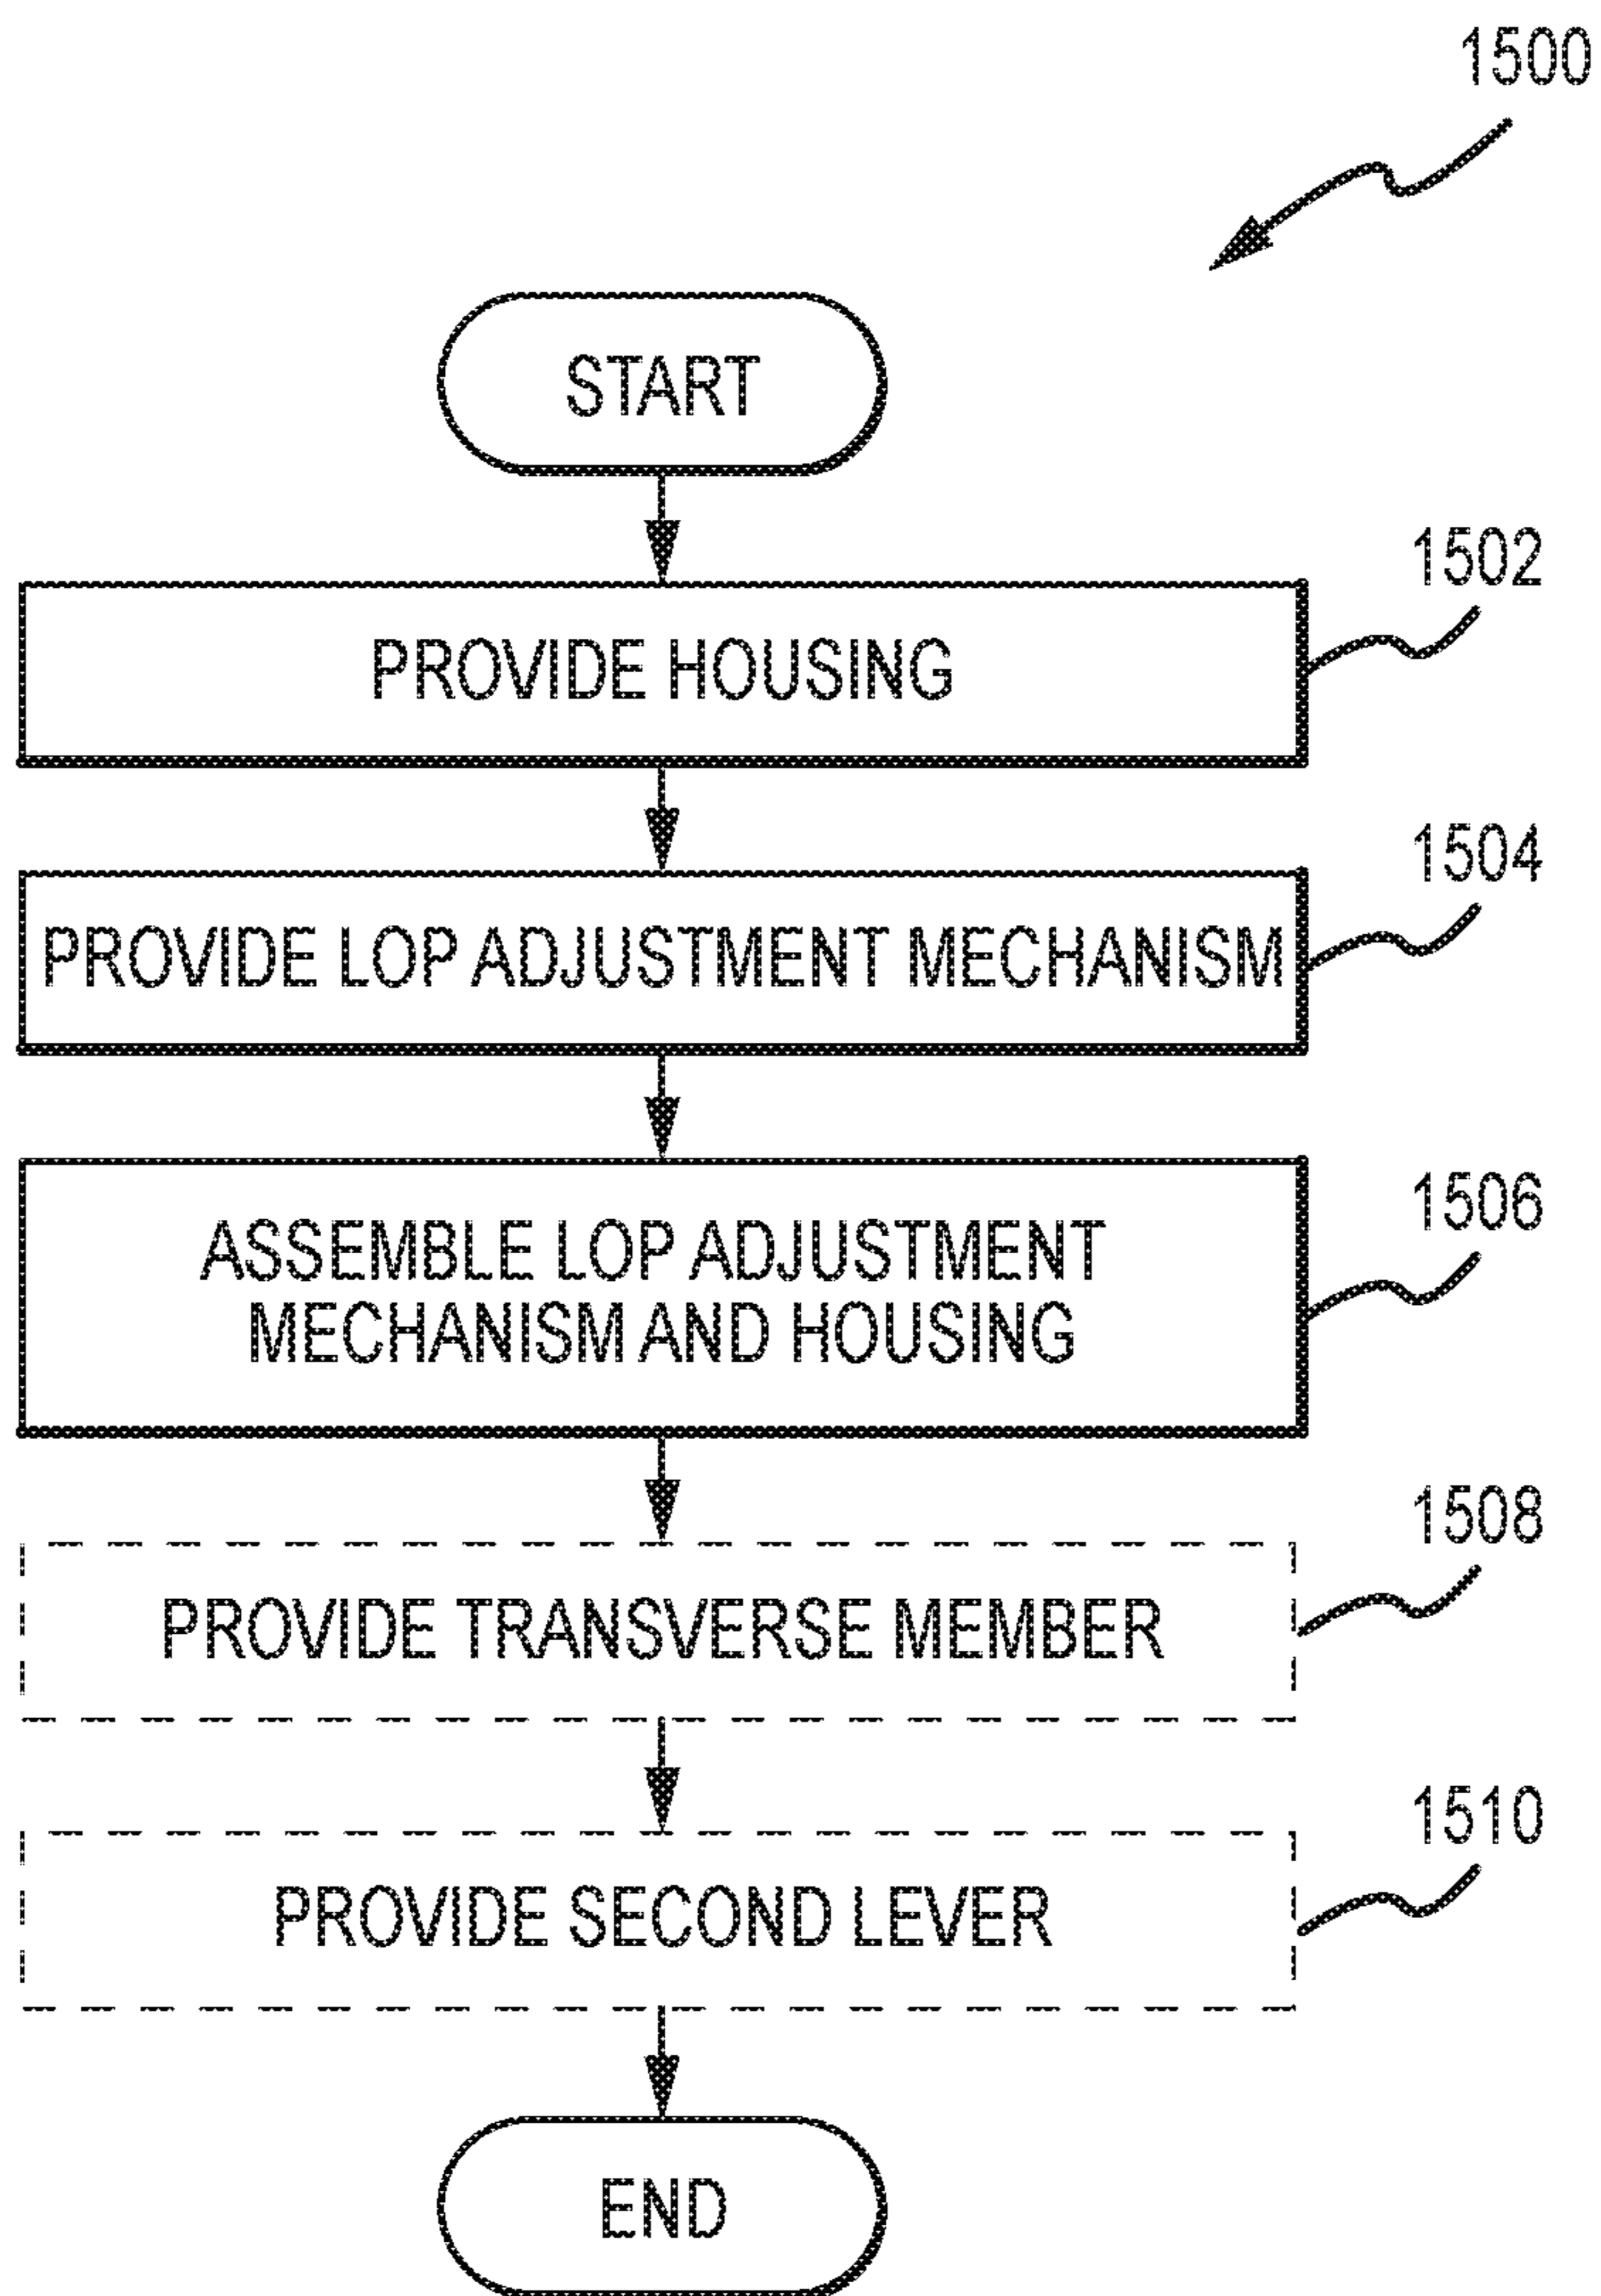 1500
START
1502
PROVIDE HOUSING
1504
PROVIDE LOP ADJUSTMENT MECHANISM
1506
ASSEMBLE LOP ADJUSTMENT
MECHANISM AND HOUSING
1508
PROVIDE TRANSVERSE MEMBER
1510
PROVIDE SECOND LEVER
END